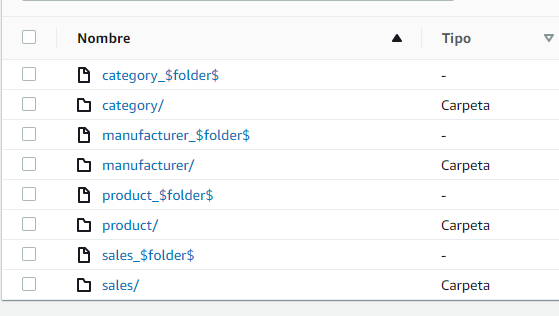 Nombre Tipo
category_$folder$ -
category/ Carpeta
manufacturer_$folder$ -
manufacturer/ Carpeta
product_$folder$ -
product/ Carpeta
sales_$folder$ -
sales/ Carpeta